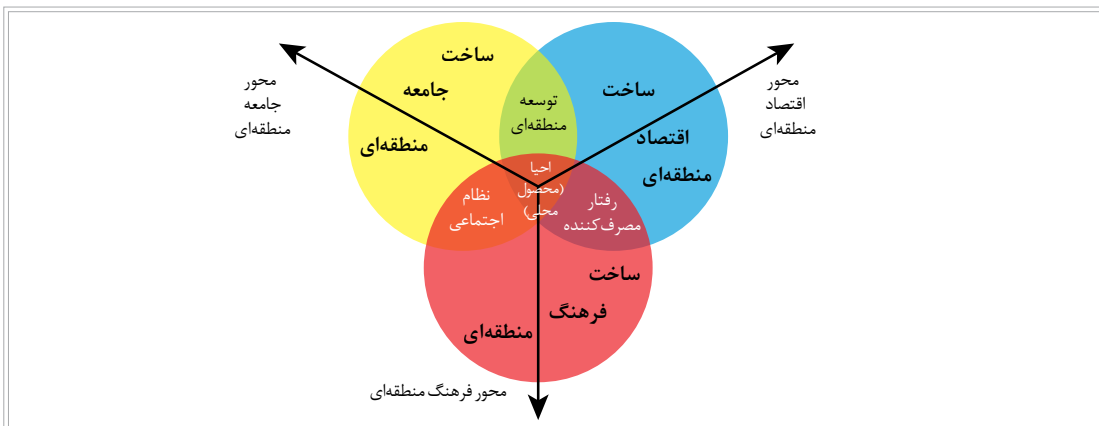 محور
اقتصاد
منطقه‌ای
ساخت
اقتصاد
منطقه‌ای
توسعه
منطقه‌ای
ساخت
جامعه
منطقه‌ای
محور
جامعه
منطقه‌ای
احیا
(محصول
محلی)
رفتار
مصرف‌کننده
نظام
اجتماعی
ساخت
فرهنگ
منطقه‌ای
محور فرهنگ منطقه‌ای